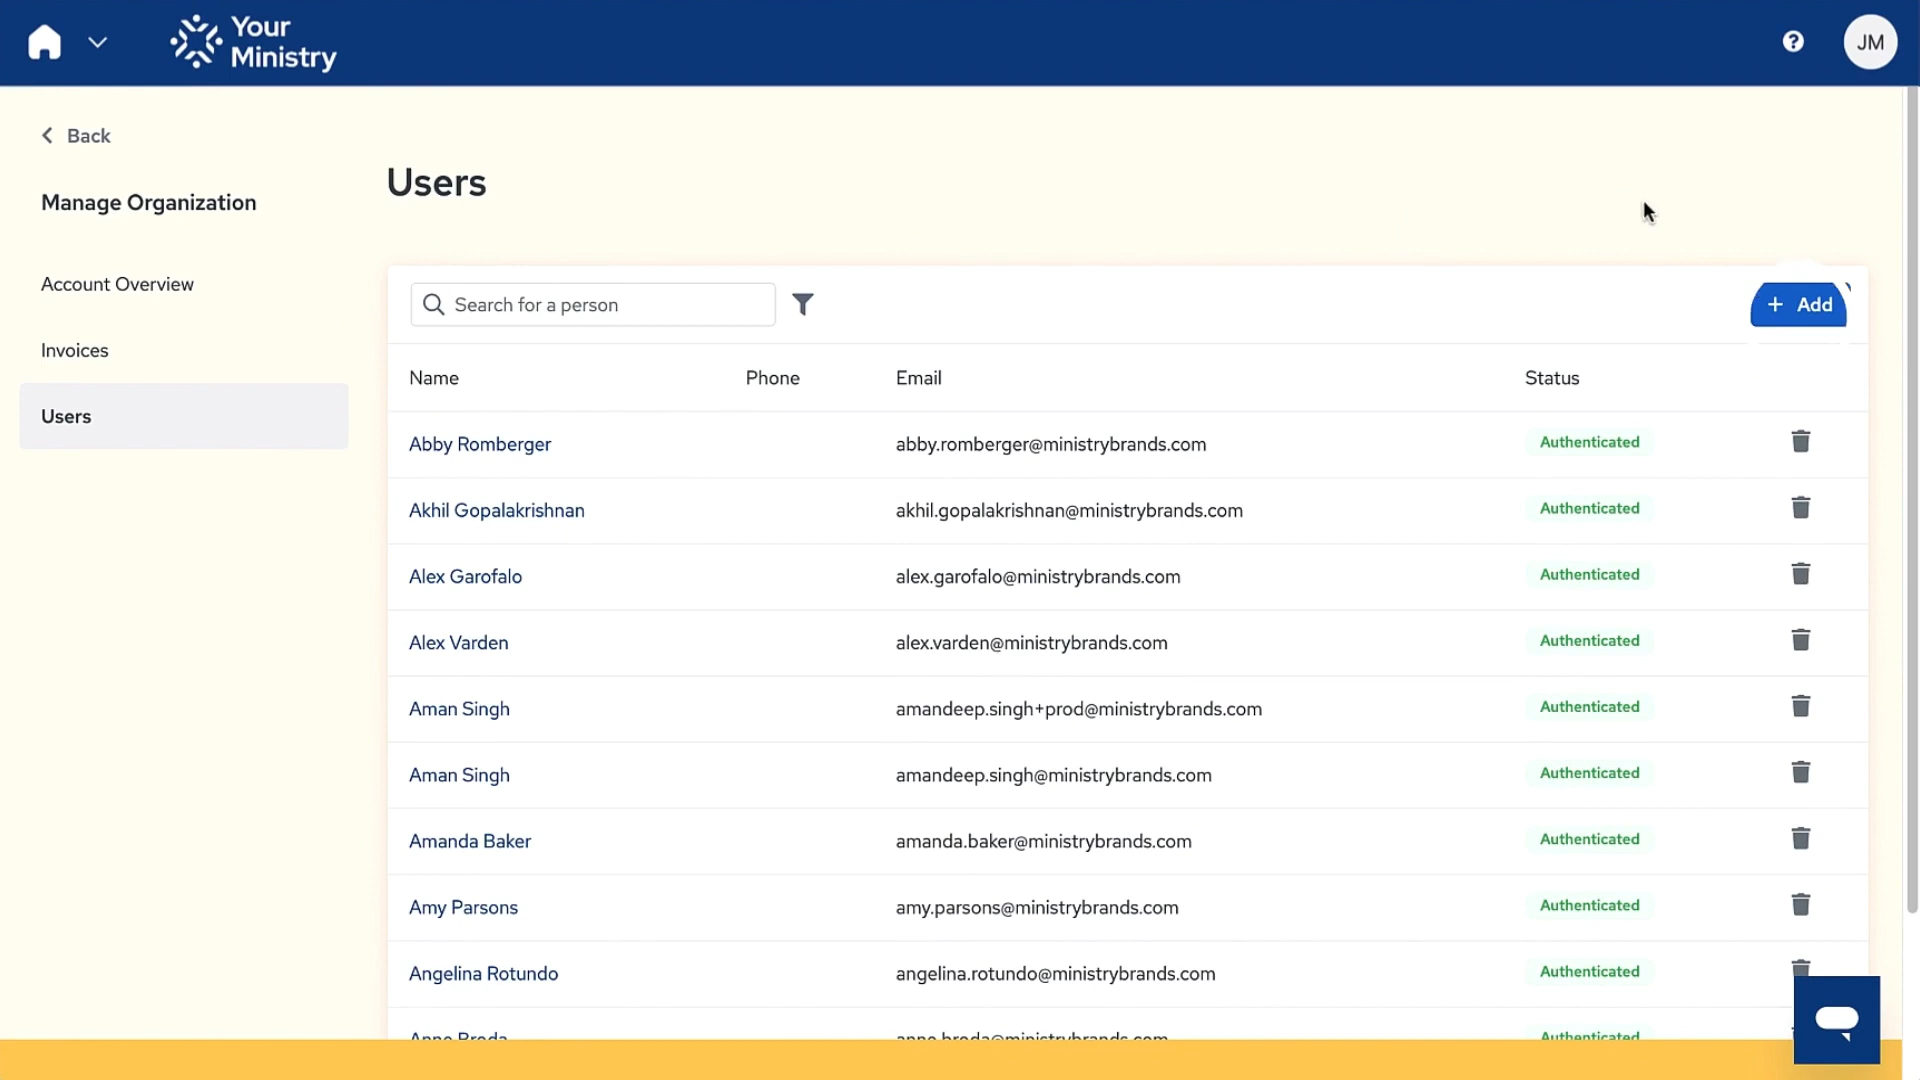 Your
Ministry
JM
Back
Manage Organization
Account Overview
Invoices
Users
Users
Search for a person
+ Add
Name Phone Email Status
Abby Romberger abby.romberger@ministrybrands.com Authenticated
Akhil Gopalakrishnan akhil.gopalakrishnan@ministrybrands.com Authenticated
Alex Garofalo alex.garofalo@ministrybrands.com Authenticated
Alex Varden alex.varden@ministrybrands.com Authenticated
Aman Singh amandeep.singh+prod@ministrybrands.com Authenticated
Aman Singh amandeep.singh@ministrybrands.com Authenticated
Amanda Baker amanda.baker@ministrybrands.com Authenticated
Amy Parsons amy.parsons@ministrybrands.com Authenticated
Angelina Rotundo angelina.rotundo@ministrybrands.com Authenticated
Anne Broda anne.broda@ministrybrands.com Authenticated